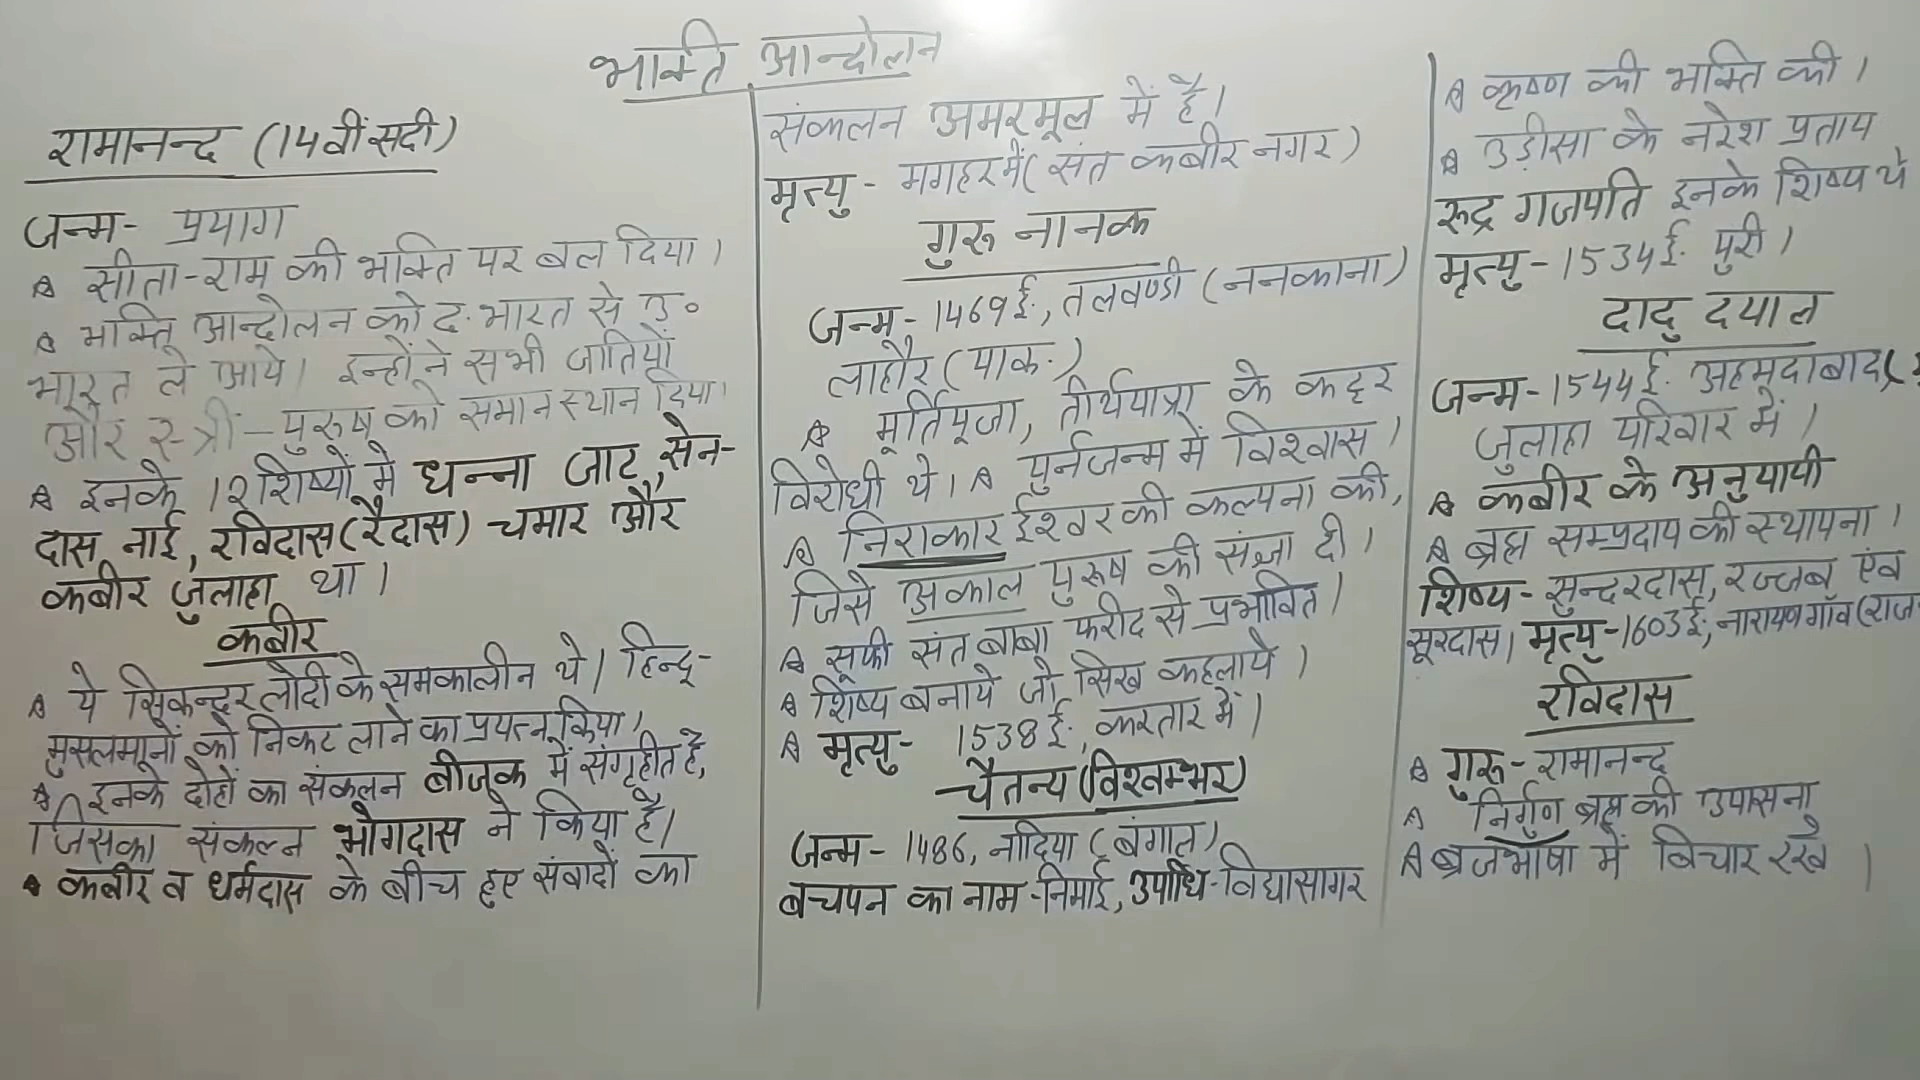 भक्ति आन्दोलन
रामानन्द (14वीं सदी)
जन्म- प्रयाग
सीता-राम की भक्ति पर बल दिया।
भक्ति आन्दोलन को द. भारत से उ०
भारत ले आये। इन्होंने सभी जातियों
और स्त्री-पुरुष को समान स्थान दिया।
इनके 12 शिष्यों में धन्ना जाट, सेन-
दास नाई, रविदास(रैदास) चमार और
कबीर जुलाहा था।
कबीर
ये सिकन्दर लोदी के समकालीन थे। हिन्दू-
मुसलमानों को निकट लाने का प्रयत्न किया।
इनके दोहों का संकलन बीजक में संगृहीत है,
जिसका संकलन भोगदास ने किया है।
कबीर व धर्मदास के बीच हुए संवादों का
संकलन अमरमूल में है।
मृत्यु- मगहर में (संत कबीर नगर)
गुरु नानक
जन्म- 1469 ई., तलवण्डी (ननकाना)
लाहौर (पाक.)
मूर्तिपूजा, तीर्थयात्रा के कट्टर
विरोधी थे। पुर्नजन्म में विश्वास।
निराकार ईश्वर की कल्पना की,
जिसे अकाल पुरुष की संज्ञा दी।
सूफी संत बाबा फरीद से प्रभावित।
शिष्य बनाये जो सिख कहलाये।
मृत्यु- 1538 ई., करतार में।
चैतन्य (विश्वम्भर)
जन्म- 1486, नादिया (बंगाल)
बचपन का नाम-निमाई, उपाधि-विद्यासागर
कृष्ण की भक्ति की।
उड़ीसा के नरेश प्रताप
रुद्र गजपति इनके शिष्य थे
मृत्यु- 1534 ई. पुरी।
दादु दयाल
जन्म- 1544 ई. अहमदाबाद(
जुलाहा परिवार में।
कबीर के अनुयायी
ब्रह्म सम्प्रदाय की स्थापना।
शिष्य- सुन्दरदास, रज्जब एंव
सूरदास। मृत्यु-1603 ई., नारायण गाँव (राज
रविदास
गुरु- रामानन्द
निर्गुण ब्रह्म की उपासना
ब्रजभाषा में विचार रखे।